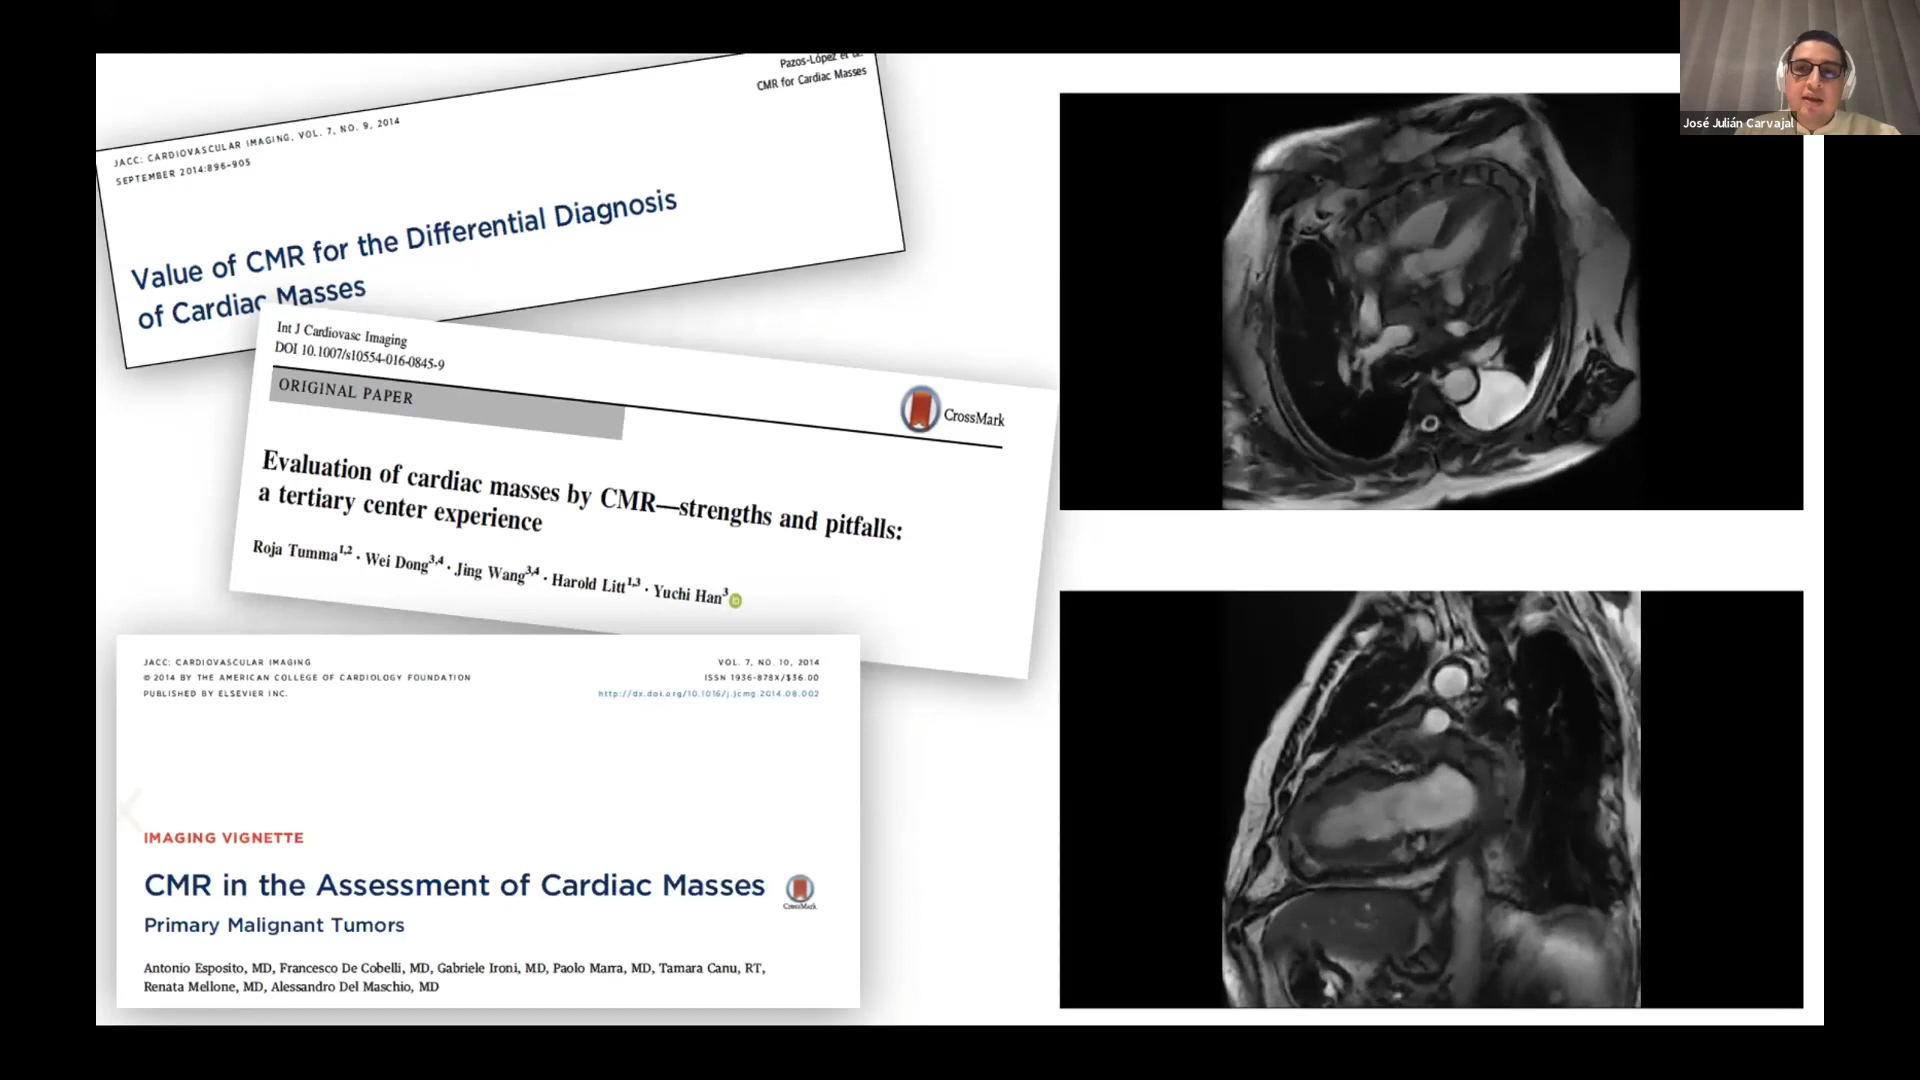 Pazos-López et al.
CMR for Cardiac Masses
JACC: CARDIOVASCULAR IMAGING, VOL. 7, NO. 9, 2014
SEPTEMBER 2014:896–905
Value of CMR for the Differential Diagnosis
of Cardiac Masses
Int J Cardiovasc Imaging
DOI 10.1007/s10554-016-0845-9
ORIGINAL PAPER
CrossMark
Evaluation of cardiac masses by CMR—strengths and pitfalls:
a tertiary center experience
Roja Tumma1,2 · Wei Dong3,4 · Jing Wang3,4 · Harold Litt1,3 · Yuchi Han3
JACC: CARDIOVASCULAR IMAGING
© 2014 BY THE AMERICAN COLLEGE OF CARDIOLOGY FOUNDATION
PUBLISHED BY ELSEVIER INC.
VOL. 7, NO. 10, 2014
ISSN 1936-878X/$36.00
http://dx.doi.org/10.1016/j.jcmg.2014.08.002
IMAGING VIGNETTE
CMR in the Assessment of Cardiac Masses
CrossMark
Primary Malignant Tumors
Antonio Esposito, MD, Francesco De Cobelli, MD, Gabriele Ironi, MD, Paolo Marra, MD, Tamara Canu, RT,
Renata Mellone, MD, Alessandro Del Maschio, MD
José Julián Carvajal